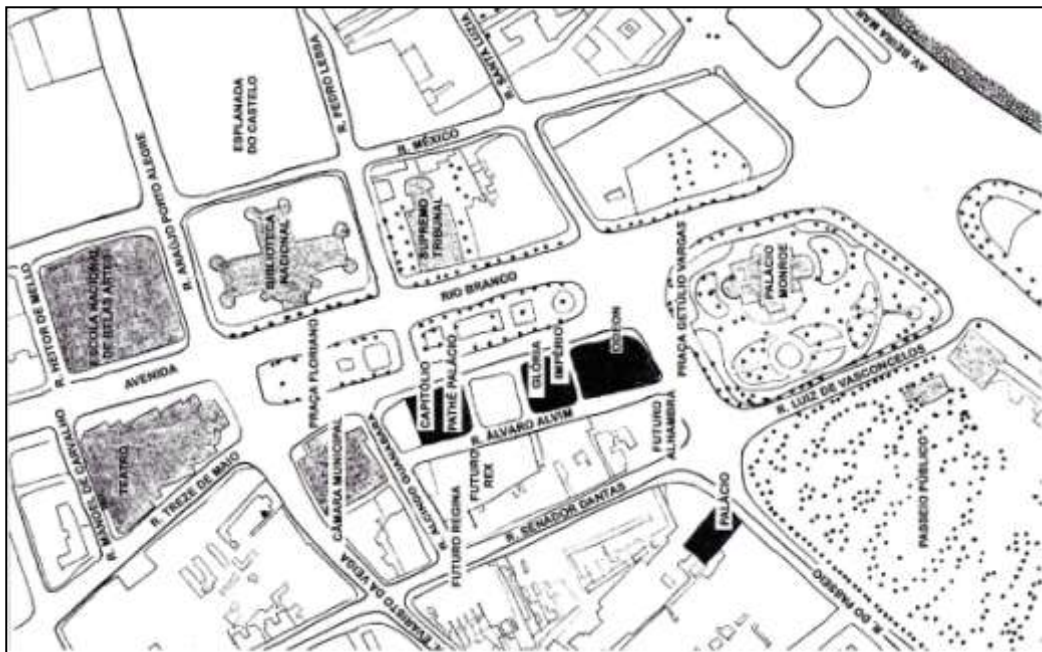 AV. BEIRA MAR
R. SANTA LUZIA
R. PEDRO LESSA
ESPLANADA
DO CASTELO
R. MÉXICO
R. ARAÚJO PORTO ALEGRE
R. HEITOR DE MELLO
ESCOLA NACIONAL
DE BELAS ARTES
BIBLIOTECA
NACIONAL
SUPREMO
TRIBUNAL
AVENIDA
RIO BRANCO
PALÁCIO
MONROE
PRAÇA GETÚLIO VARGAS
PRAÇA FLORIANO
CAPITÓLIO
PATHÉ PALÁCIO
GLÓRIA
IMPÉRIO
ODEON
R. LUIZ DE VASCONCELOS
R. MANOEL DE CARVALHO
TEATRO
R. TREZE DE MAIO
CÂMARA MUNICIPAL
R. ALCINDO GUANABARA
R. ÁLVARO ALVIM
FUTURO
REX
FUTURO
ALHAMBRA
FUTURO REGINA
R. SENADOR DANTAS
R. EVARISTO DA VEIGA
PALÁCIO
PASSEIO PÚBLICO
R. DO PASSEIO